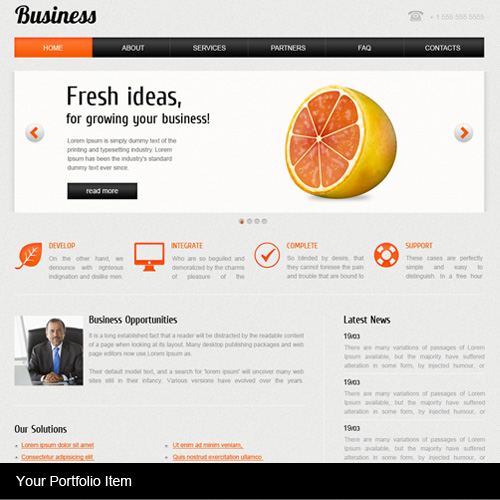 Business
+ 1 555 555 5555
HOME ABOUT SERVICES PARTNERS FAQ CONTACTS
Fresh ideas,
for growing your business!
Lorem Ipsum is simply dummy text of the
printing and typesetting industry. Lorem
Ipsum has been the industry's standard
dummy text ever since.
read more
DEVELOP
On the other hand, we
denounce with righteous
indignation and dislike men
INTEGRATE
Who are so beguiled and
demoralized by the charms
of pleasure of the
COMPLETE
So blinded by desire, that
they cannot foresee the pain
and trouble that are bound to
SUPPORT
These cases are perfectly
simple and easy to
distinguish. In a free hour
Business Opportunities
It is a long established fact that a reader will be distracted by the readable content
of a page when looking at its layout. Many desktop publishing packages and web
page editors now use.Lorem Ipsum as.
Their default model text, and a search for 'lorem ipsum' will uncover many web
sites still in their infancy. Various versions have evolved over the years.
Latest News
19/03
There are many variations of passages of Lorem
Ipsum available, but the majority have suffered
alteration in some form, by injected humour, or
19/03
There are many variations of passages of Lorem
Ipsum available, but the majority have suffered
alteration in some form, by injected humour, or
19/03
There are many variations of passages of Lorem
Ipsum available, but the majority have suffered
Our Solutions
Lorem ipsum dolor sit amet
Consectetur adipisicing elit,
Ut enim ad minim veniam,
Quis nostrud exercitation ullamco
Your Portfolio Item